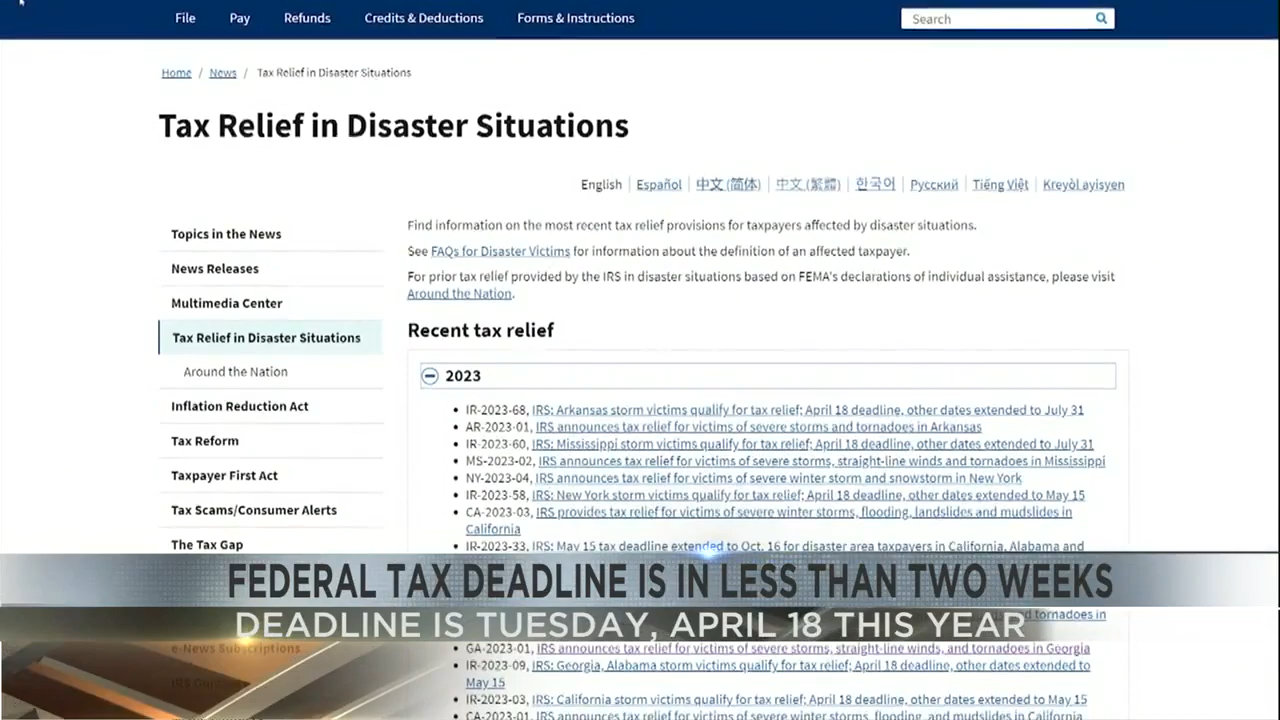 File Pay Refunds Credits & Deductions Forms & Instructions Search
Home / News / Tax Relief in Disaster Situations
Tax Relief in Disaster Situations
English Español 中文 (简体) 中文 (繁體) 한국어 Русский Tiếng Việt Kreyòl ayisyen
Topics in the News
News Releases
Multimedia Center
Tax Relief in Disaster Situations
Around the Nation
Inflation Reduction Act
Tax Reform
Taxpayer First Act
Tax Scams/Consumer Alerts
The Tax Gap
e-News Subscriptions
Find information on the most recent tax relief provisions for taxpayers affected by disaster situations.
See FAQs for Disaster Victims for information about the definition of an affected taxpayer.
For prior tax relief provided by the IRS in disaster situations based on FEMA's declarations of individual assistance, please visit
Around the Nation.
Recent tax relief
2023
• IR-2023-68, IRS: Arkansas storm victims qualify for tax relief; April 18 deadline, other dates extended to July 31
• AR-2023-01, IRS announces tax relief for victims of severe storms and tornadoes in Arkansas
• IR-2023-60, IRS: Mississippi storm victims qualify for tax relief; April 18 deadline, other dates extended to July 31
• MS-2023-02, IRS announces tax relief for victims of severe storms, straight-line winds and tornadoes in Mississippi
• NY-2023-04, IRS announces tax relief for victims of severe winter storm and snowstorm in New York
• IR-2023-58, IRS: New York storm victims qualify for tax relief; April 18 deadline, other dates extended to May 15
• CA-2023-03, IRS provides tax relief for victims of severe winter storms, flooding, landslides and mudslides in
California
• IR-2023-33, IRS: May 15 tax deadline extended to Oct. 16 for disaster area taxpayers in California, Alabama and
FEDERAL TAX DEADLINE IS IN LESS THAN TWO WEEKS
DEADLINE IS TUESDAY, APRIL 18 THIS YEAR
tornadoes in
GA-2023-01, IRS announces tax relief for victims of severe storms, straight-line winds, and tornadoes in Georgia
• IR-2023-09, IRS: Georgia, Alabama storm victims qualify for tax relief; April 18 deadline, other dates extended to
May 15
• IR-2023-03, IRS: California storm victims qualify for tax relief; April 18 deadline, other dates extended to May 15
• CA-2023-01, IRS announces tax relief for victims of severe winter storms, flooding, and mudslides in California